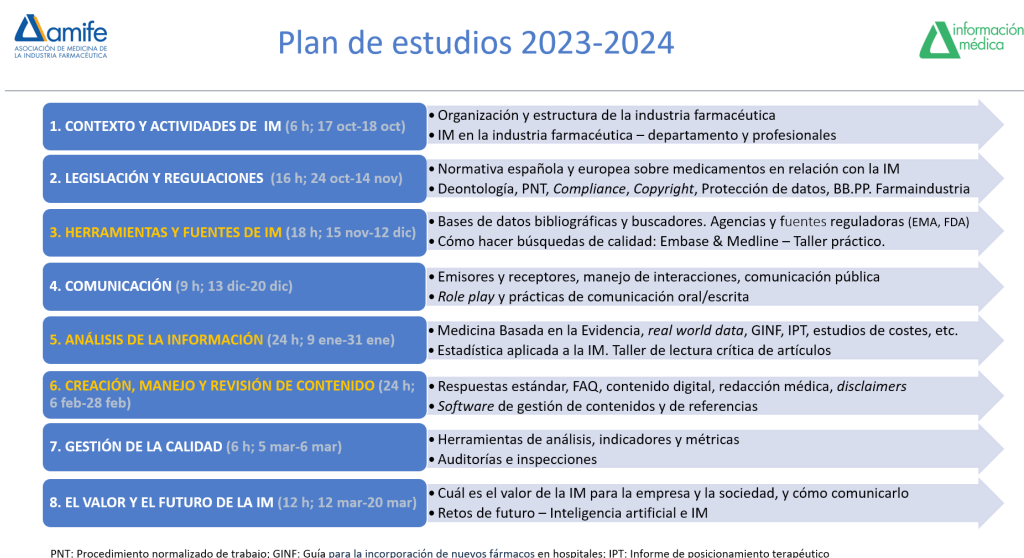 amife
ASOCIACIÓN DE MEDICINA DE
LA INDUSTRIA FARMACÉUTICA
Plan de estudios 2023-2024
información
médica
1. CONTEXTO Y ACTIVIDADES DE IM (6 h; 17 oct-18 oct)
• Organización y estructura de la industria farmacéutica
• IM en la industria farmacéutica – departamento y profesionales
2. LEGISLACIÓN Y REGULACIONES (16 h; 24 oct-14 nov)
• Normativa española y europea sobre medicamentos en relación con la IM
• Deontología, PNT, Compliance, Copyright, Protección de datos, BB.PP. Farmaindustria
3. HERRAMIENTAS Y FUENTES DE IM (18 h; 15 nov-12 dic)
• Bases de datos bibliográficas y buscadores. Agencias y fuentes reguladoras (EMA, FDA)
• Cómo hacer búsquedas de calidad: Embase & Medline – Taller práctico.
4. COMUNICACIÓN (9 h; 13 dic-20 dic)
• Emisores y receptores, manejo de interacciones, comunicación pública
• Role play y prácticas de comunicación oral/escrita
5. ANÁLISIS DE LA INFORMACIÓN (24 h; 9 ene-31 ene)
• Medicina Basada en la Evidencia, real world data, GINF, IPT, estudios de costes, etc.
• Estadística aplicada a la IM. Taller de lectura crítica de artículos
6. CREACIÓN, MANEJO Y REVISIÓN DE CONTENIDO (24 h;
6 feb-28 feb)
• Respuestas estándar, FAQ, contenido digital, redacción médica, disclaimers
• Software de gestión de contenidos y de referencias
7. GESTIÓN DE LA CALIDAD (6 h; 5 mar-6 mar)
• Herramientas de análisis, indicadores y métricas
• Auditorías e inspecciones
8. EL VALOR Y EL FUTURO DE LA IM (12 h; 12 mar-20 mar)
• Cuál es el valor de la IM para la empresa y la sociedad, y cómo comunicarlo
• Retos de futuro – Inteligencia artificial e IM
PNT: Procedimiento normalizado de trabajo; GINF: Guía para la incorporación de nuevos fármacos en hospitales; IPT: Informe de posicionamiento terapéutico